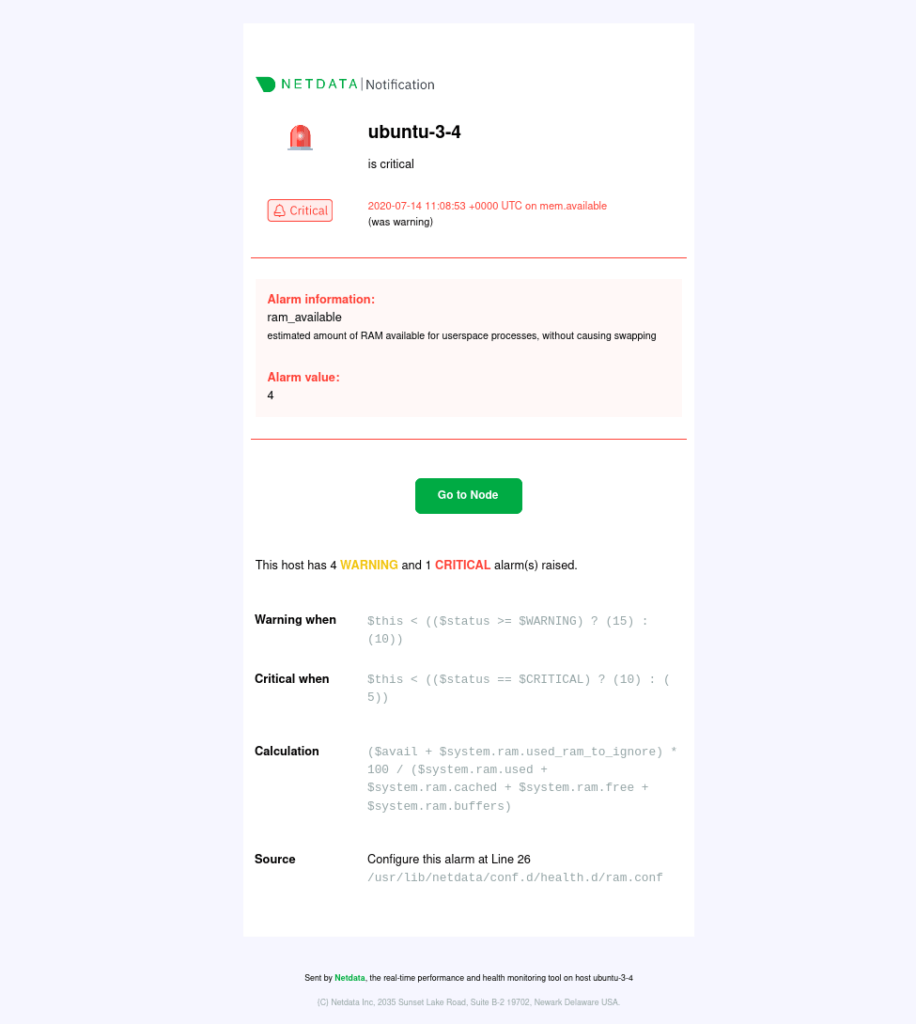 NETDATA | Notification
ubuntu-3-4
is critical
Critical
2020-07-14 11:08:53 +0000 UTC on mem.available
(was warning)
Alarm information:
ram_available
estimated amount of RAM available for userspace processes, without causing swapping
Alarm value:
4
Go to Node
This host has 4 WARNING and 1 CRITICAL alarm(s) raised.
Warning when
$this < (($status >= $WARNING) ? (15) :
(10))
Critical when
$this < (($status == $CRITICAL) ? (10) : (
5))
Calculation
($avail + $system.ram.used_ram_to_ignore) *
100 / ($system.ram.used +
$system.ram.cached + $system.ram.free +
$system.ram.buffers)
Source
Configure this alarm at Line 26
/usr/lib/netdata/conf.d/health.d/ram.conf
Sent by Netdata, the real-time performance and health monitoring tool on host ubuntu-3-4
(C) Netdata Inc, 2035 Sunset Lake Road, Suite B-2 19702, Newark Delaware USA.